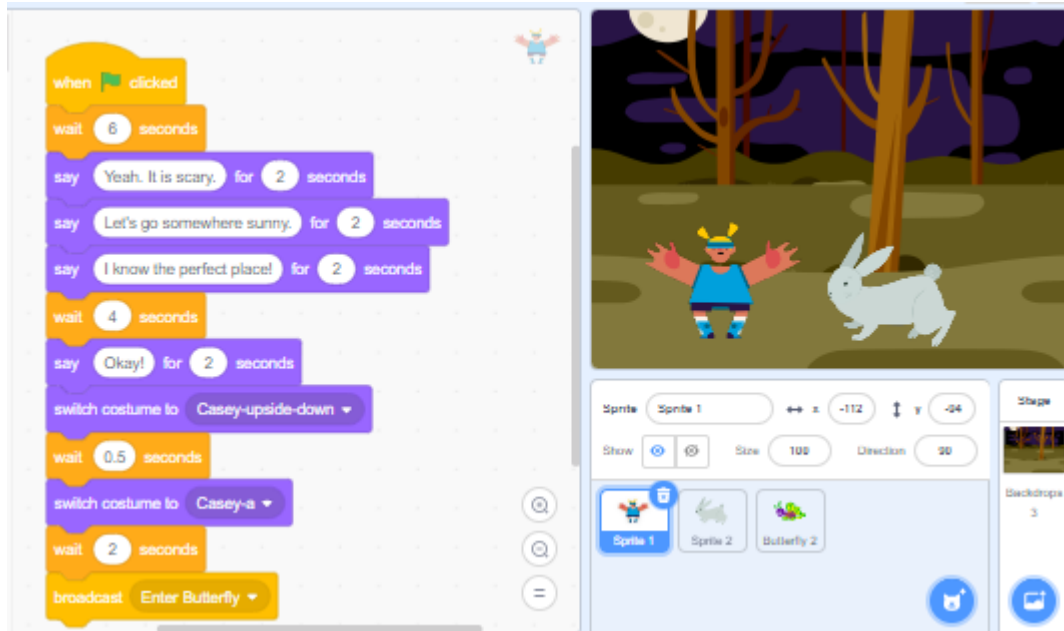 when clicked
wait 6 seconds
say Yeah. It is scary. for 2 seconds
say Let's go somewhere sunny. for 2 seconds
say I know the perfect place! for 2 seconds
wait 4 seconds
say Okay! for 2 seconds
switch costume to Casey-upside-down
wait 0.5 seconds
switch costume to Casey-a
wait 2 seconds
broadcast Enter Butterfly
Sprite Sprite 1 x -112 y -94
Show Size 100 Direction 90
Sprite 1 Sprite 2 Butterfly 2
Stage
Backdrops
3